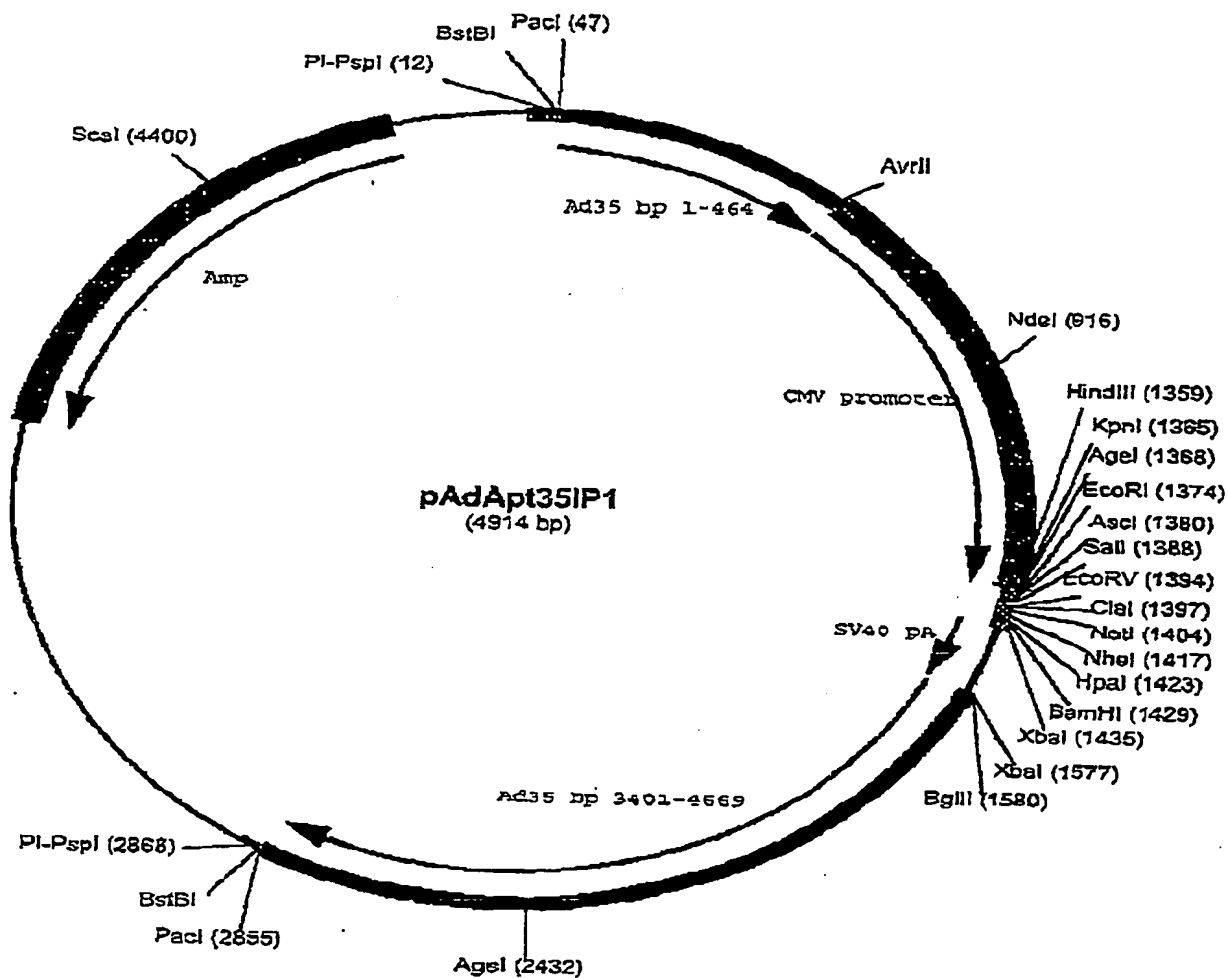 PacI (47)
BstBI
PI-PspI (12)
ScaI (4400)
AvrII
Ad35 bp 1-464
Amp
NdeI (916)
CMV promoter
HindIII (1359)
KpnI (1365)
AgeI (1368)
EcoRI (1374)
AscI (1380)
SalI (1388)
EcoRV (1394)
ClaI (1397)
NotI (1404)
NheI (1417)
HpaI (1423)
BamHI (1429)
XbaI (1435)
XbaI (1577)
BglII (1580)
pAdApt35IP1
(4914 bp)
SV40 pA
Ad35 bp 3401-4669
PI-PspI (2868)
BstBI
PacI (2855)
AgeI (2432)